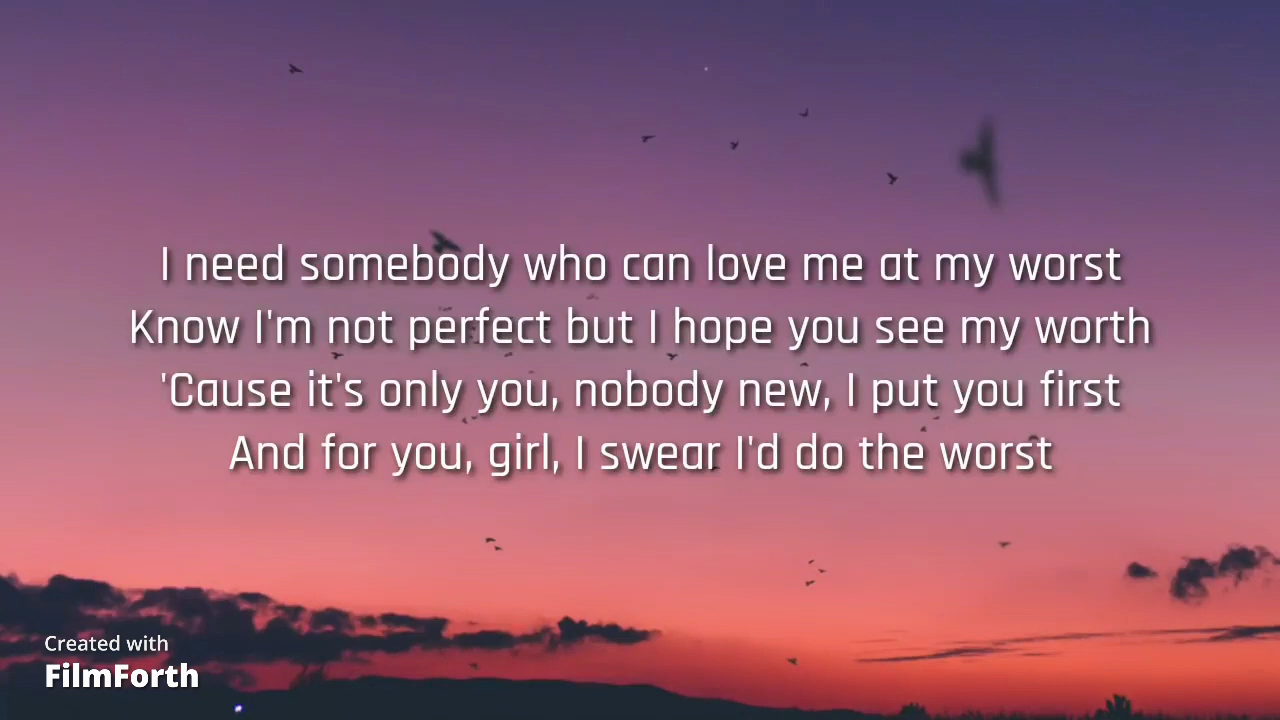 I need somebody who can love me at my worst
Know I'm not perfect but I hope you see my worth
'Cause it's only you, nobody new, I put you first
And for you, girl, I swear I'd do the worst
Created with
FilmForth